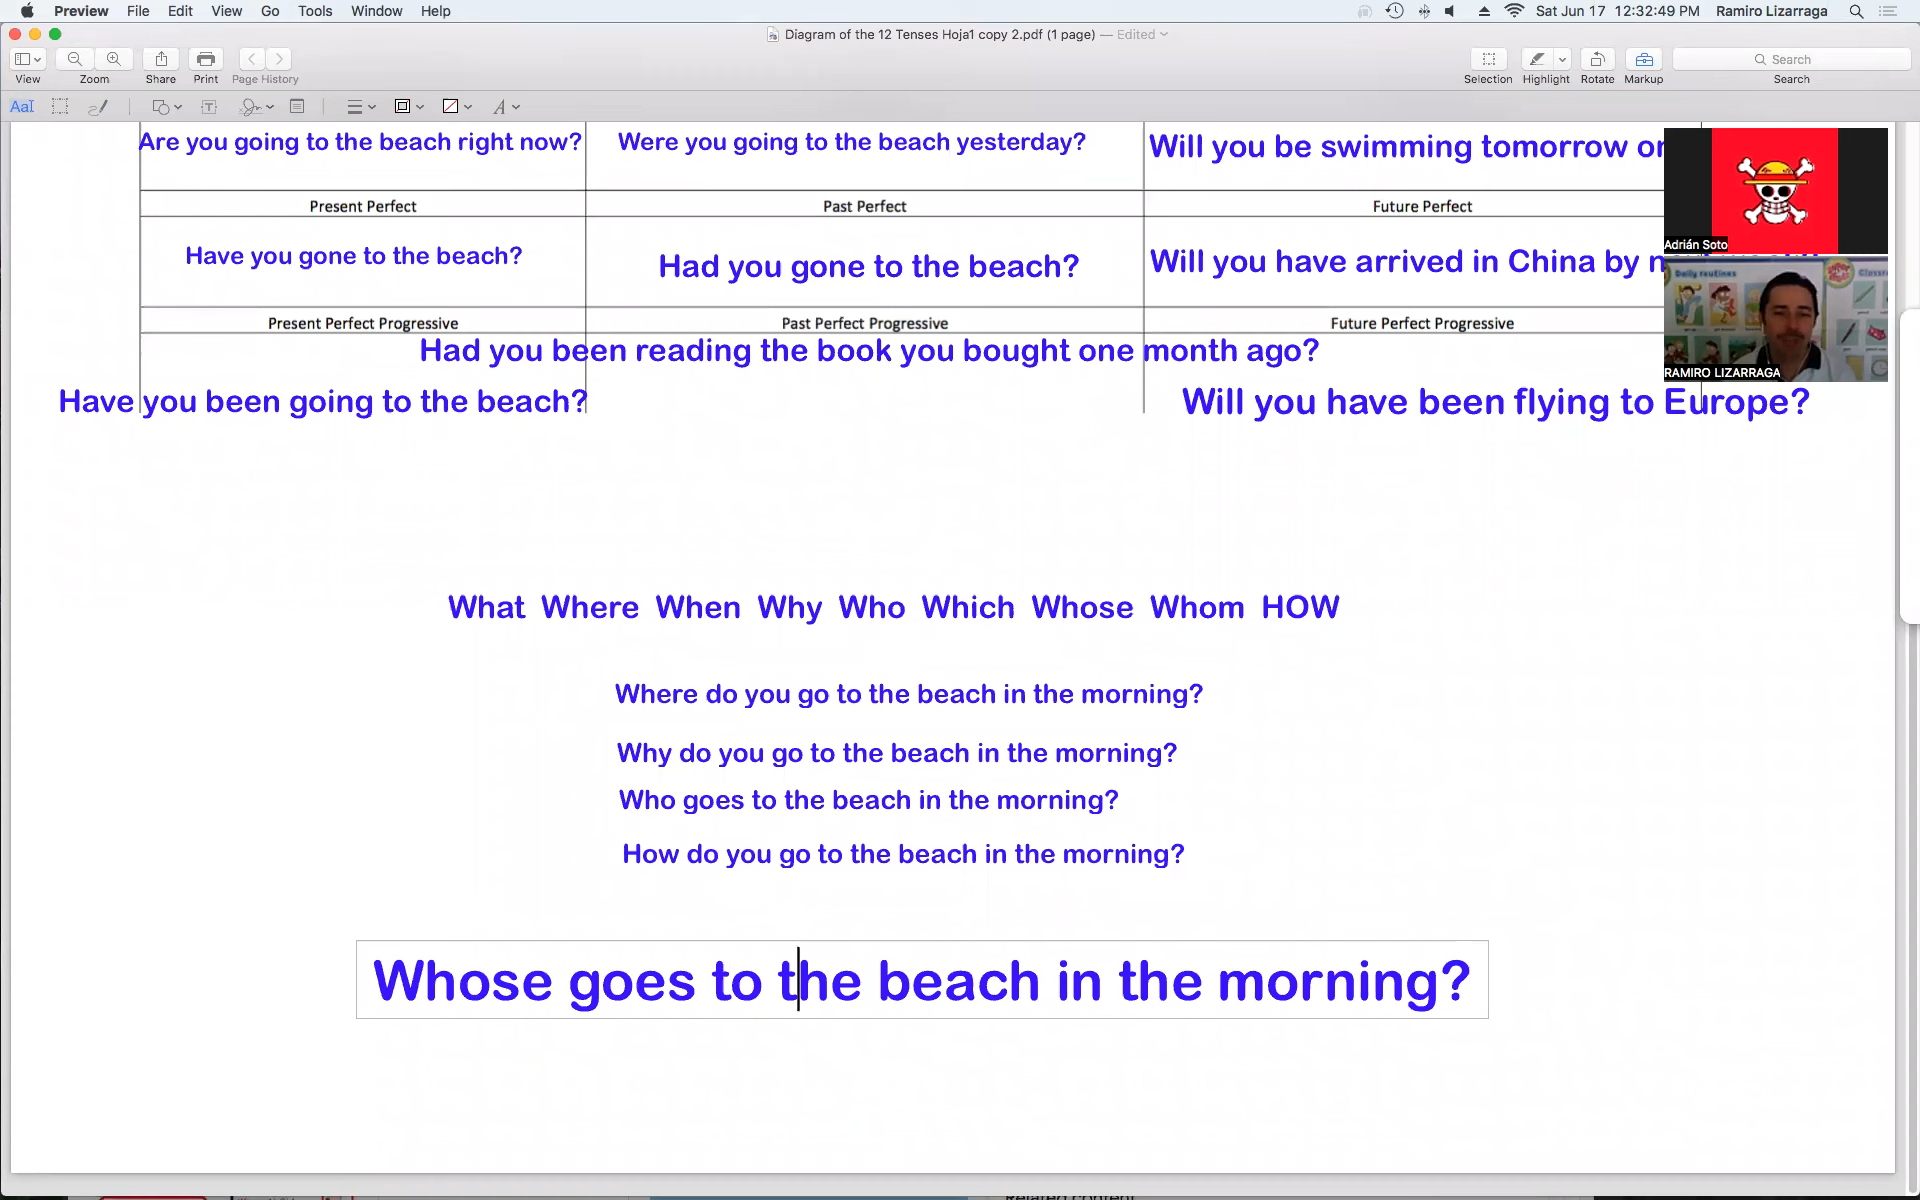 Preview File Edit View Go Tools Window Help Sat Jun 17 12:32:49 PM Ramiro Lizarraga
Diagram of the 12 Tenses Hoja1 copy 2.pdf (1 page) — Edited
View Zoom Share Print Page History Selection Highlight Rotate Markup Search
Search
AaI T A
Are you going to the beach right now? Were you going to the beach yesterday? Will you be swimming tomorrow or
Present Perfect Past Perfect Future Perfect
Adrián Soto
Have you gone to the beach? Had you gone to the beach? Will you have arrived in China by
Daily routines
Present Perfect Progressive Past Perfect Progressive Future Perfect Progressive
Had you been reading the book you bought one month ago?
RAMIRO LIZARRAGA
Have you been going to the beach? Will you have been flying to Europe?
What Where When Why Who Which Whose Whom HOW
Where do you go to the beach in the morning?
Why do you go to the beach in the morning?
Who goes to the beach in the morning?
How do you go to the beach in the morning?
Whose goes to the beach in the morning?
Related content